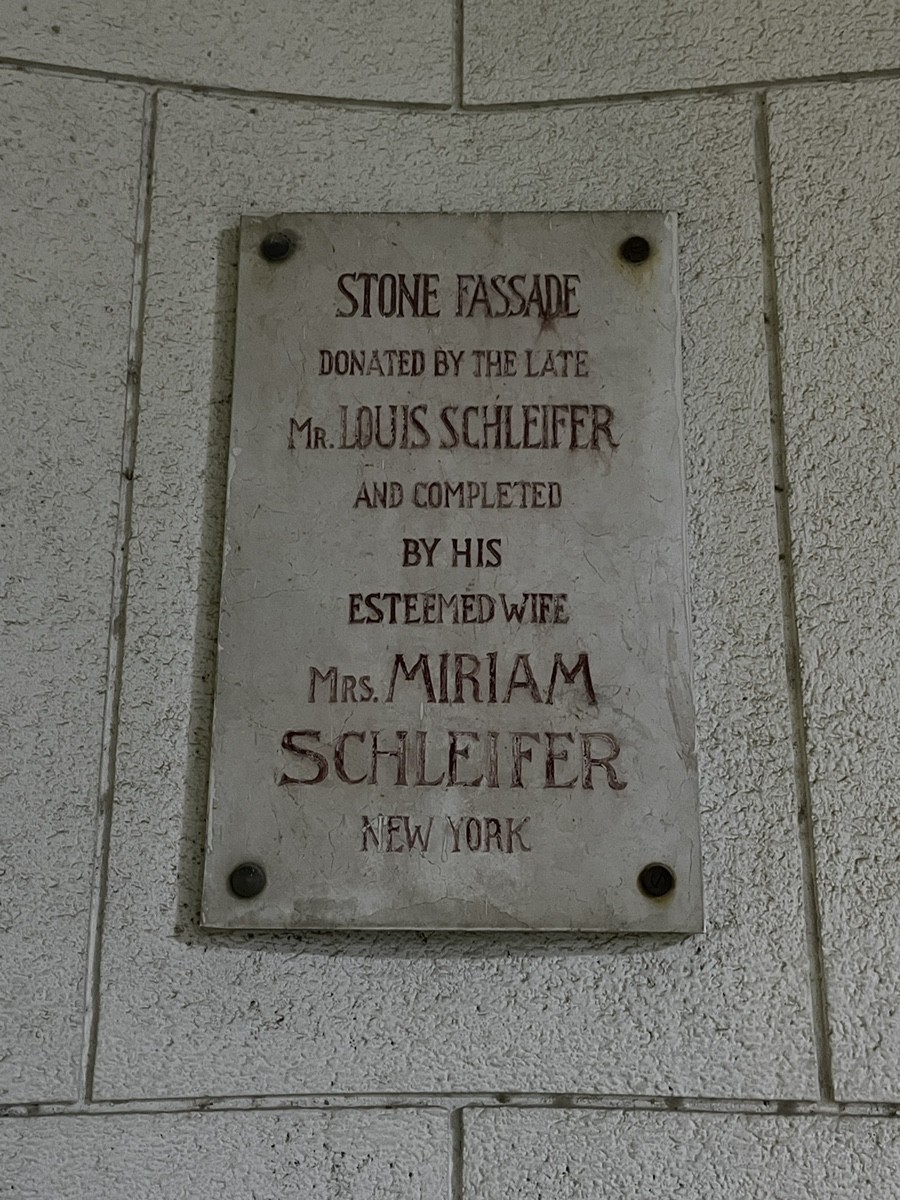 STONE FASSADE
DONATED BY THE LATE
MR. LOUIS SCHLEIFER
AND COMPLETED
BY HIS
ESTEEMED WIFE
MRS. MIRIAM
SCHLEIFER
NEW YORK